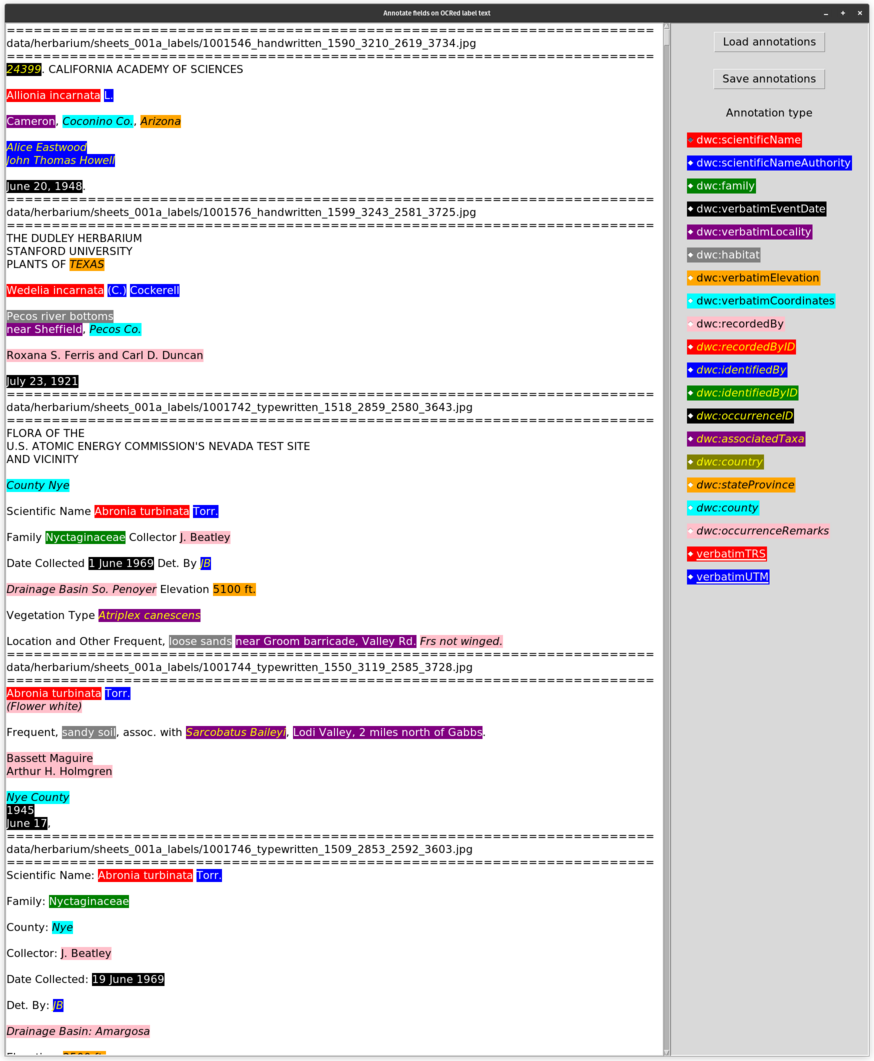 Annotate fields on OCRed label text
==============================================================================
data/herbarium/sheets_001a_labels/1001546_handwritten_1590_3210_2619_3734.jpg
==============================================================================
24399. CALIFORNIA ACADEMY OF SCIENCES
Allionia incarnata L.
Cameron, Coconino Co., Arizona
Alice Eastwood
John Thomas Howell
June 20, 1948.
==============================================================================
data/herbarium/sheets_001a_labels/1001576_handwritten_1599_3243_2581_3725.jpg
==============================================================================
THE DUDLEY HERBARIUM
STANFORD UNIVERSITY
PLANTS OF TEXAS
Wedelia incarnata (C.) Cockerell
Pecos river bottoms
near Sheffield, Pecos Co.
Roxana S. Ferris and Carl D. Duncan
July 23, 1921
==============================================================================
data/herbarium/sheets_001a_labels/1001742_typewritten_1518_2859_2580_3643.jpg
==============================================================================
FLORA OF THE
U.S. ATOMIC ENERGY COMMISSION'S NEVADA TEST SITE
AND VICINITY
County Nye
Scientific Name Abronia turbinata Torr.
Family Nyctaginaceae Collector J. Beatley
Date Collected 1 June 1969 Det. By JB
Drainage Basin So. Penoyer Elevation 5100 ft.
Vegetation Type Atriplex canescens
Location and Other Frequent, loose sands near Groom barricade, Valley Rd. Frs not winged.
==============================================================================
data/herbarium/sheets_001a_labels/1001744_typewritten_1550_3119_2585_3728.jpg
==============================================================================
Abronia turbinata Torr.
(Flower white)
Frequent, sandy soil, assoc. with Sarcobatus Baileyi, Lodi Valley, 2 miles north of Gabbs.
Bassett Maguire
Arthur H. Holmgren
Nye County
1945
June 17,
==============================================================================
data/herbarium/sheets_001a_labels/1001746_typewritten_1509_2853_2592_3603.jpg
==============================================================================
Scientific Name: Abronia turbinata Torr.
Family: Nyctaginaceae
County: Nye
Collector: J. Beatley
Date Collected: 19 June 1969
Det. By: JB
Drainage Basin: Amargosa
Load annotations
Save annotations
Annotation type
dwc:scientificName
dwc:scientificNameAuthority
dwc:family
dwc:verbatimEventDate
dwc:verbatimLocality
dwc:habitat
dwc:verbatimElevation
dwc:verbatimCoordinates
dwc:recordedBy
dwc:recordedByID
dwc:identifiedBy
dwc:identifiedByID
dwc:occurrenceID
dwc:associatedTaxa
dwc:country
dwc:stateProvince
dwc:county
dwc:occurrenceRemarks
verbatimTRS
verbatimUTM